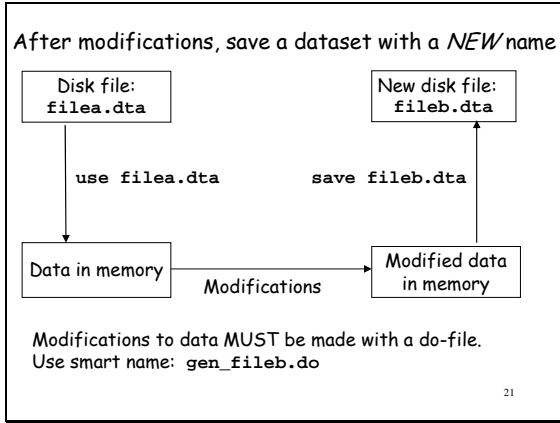 After modifications, save a dataset with a NEW name
Disk file:
filea.dta
New disk file:
fileb.dta
use filea.dta
save fileb.dta
Data in memory
Modifications
Modified data
in memory
Modifications to data MUST be made with a do-file.
Use smart name: gen_fileb.do
21